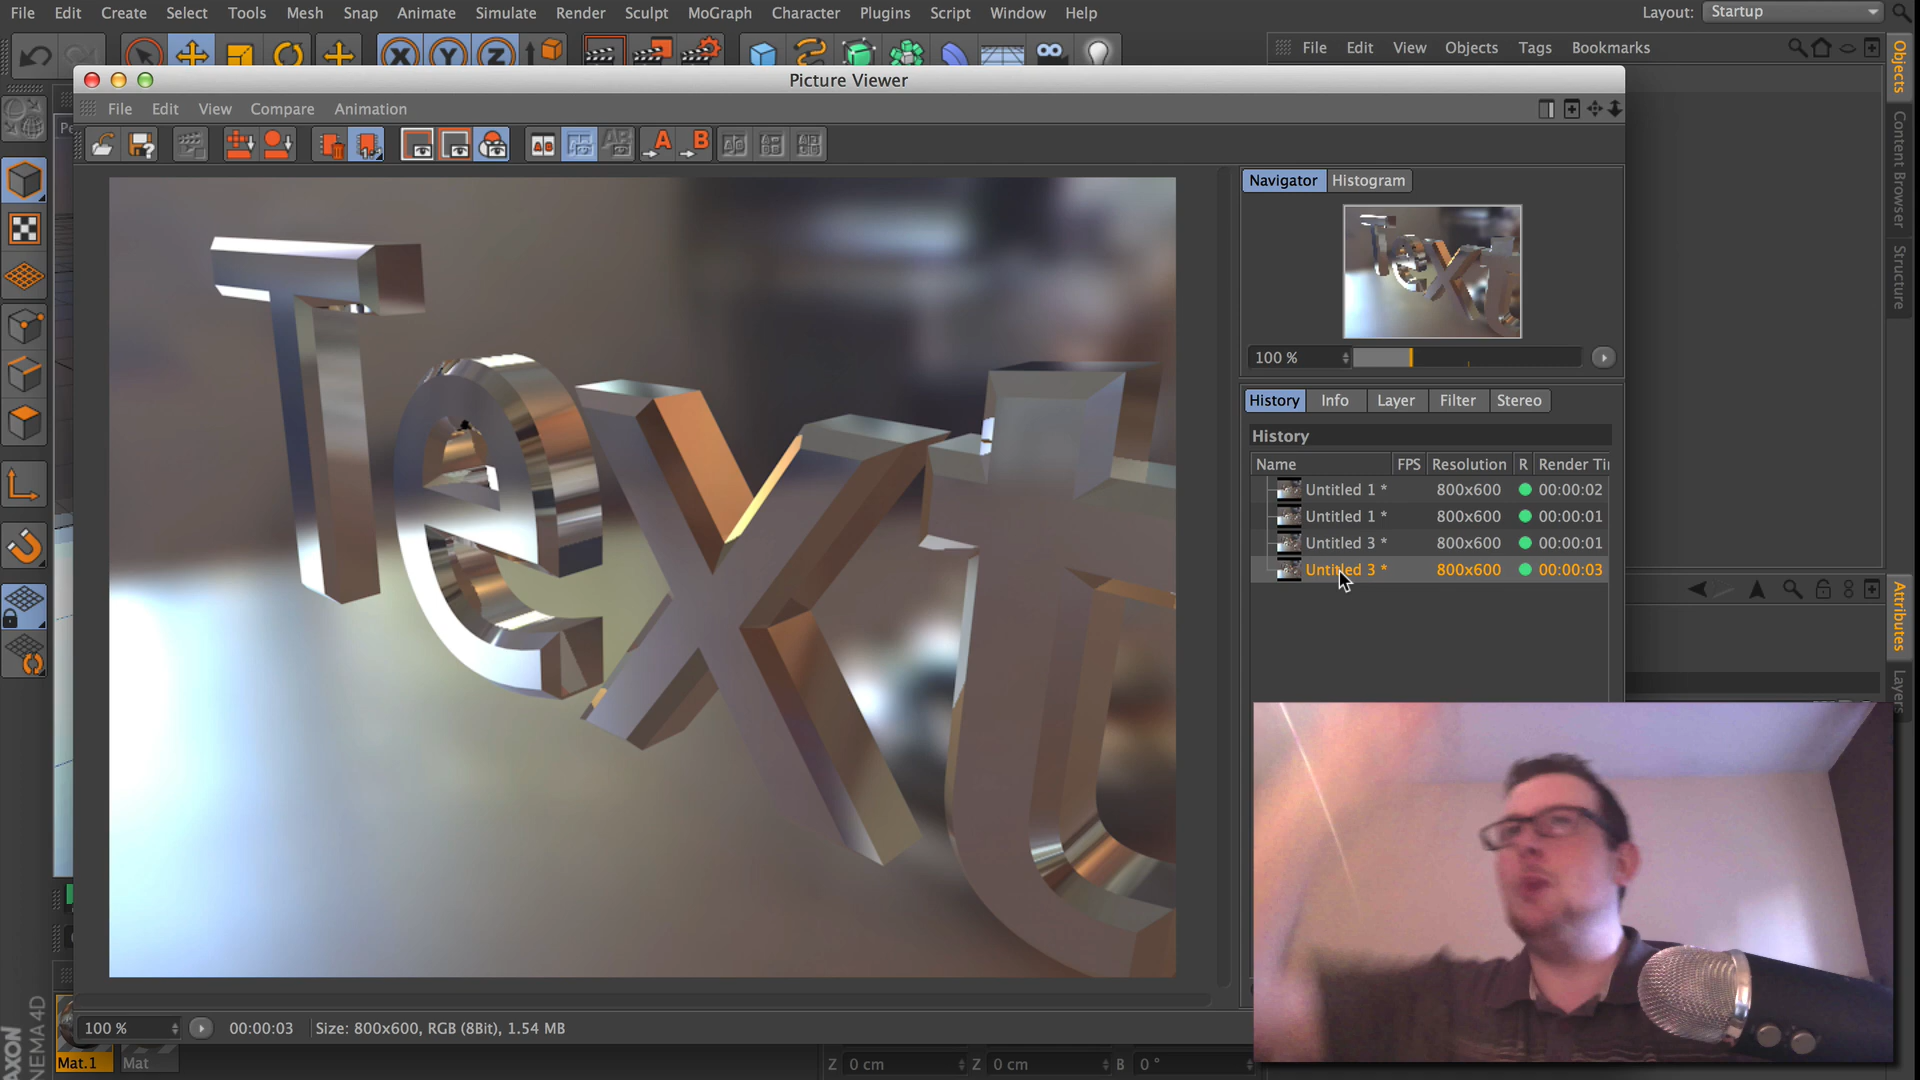 File Edit Create Select Tools Mesh Snap Animate Simulate Render Sculpt MoGraph Character Plugins Script Window Help
Layout: Startup
X Y Z
File Edit View Objects Tags Bookmarks
Objects
Content Browser
Structure
Attributes
Layers
Picture Viewer
File Edit View Compare Animation
A B
Text
Navigator Histogram
100 %
History Info Layer Filter Stereo
History
Name FPS Resolution R Render Ti
Untitled 1 * 800x600 00:00:02
Untitled 1 * 800x600 00:00:01
Untitled 3 * 800x600 00:00:01
Untitled 3 * 800x600 00:00:03
100 % 00:00:03 Size: 800x600, RGB (8Bit), 1.54 MB
Mat.1 Mat
Z 0 cm Z 0 cm B 0 °
AXON
NEMA 4D